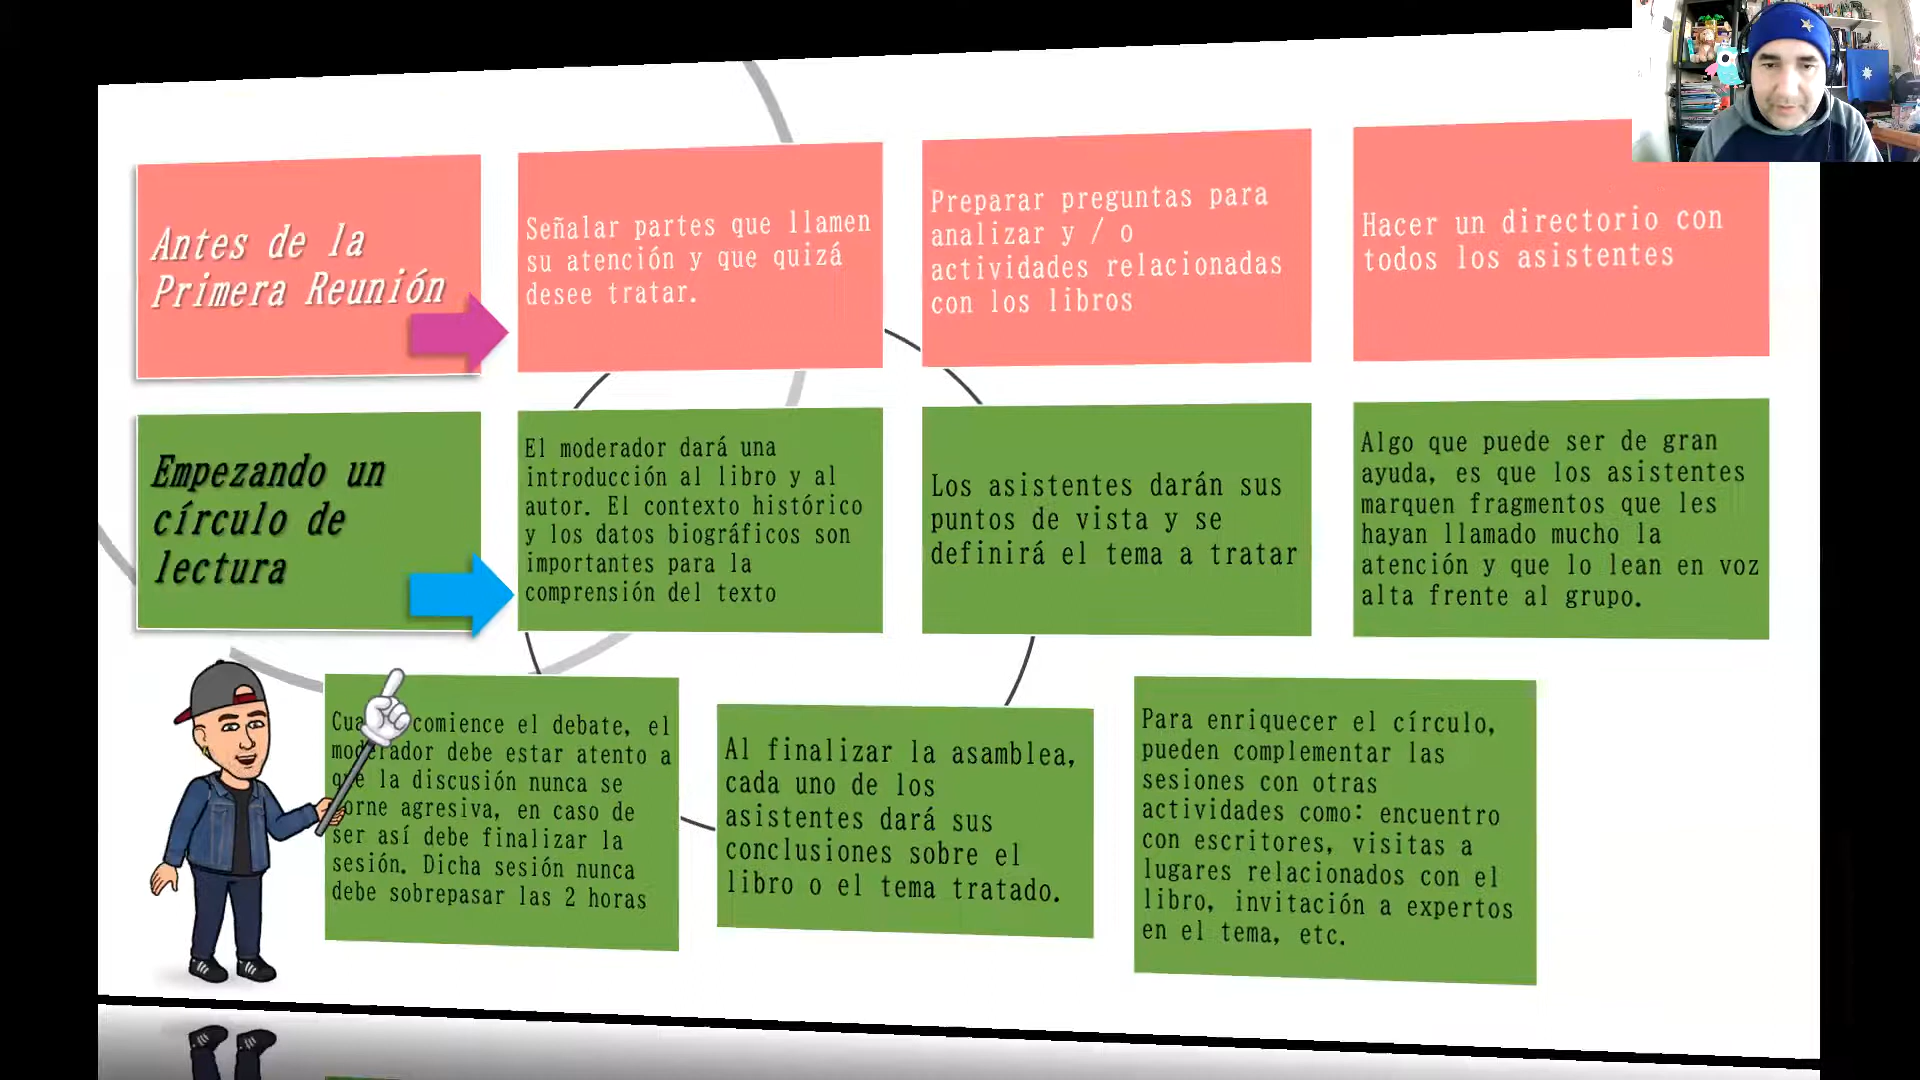 Antes de la
Primera Reunión
Señalar partes que llamen
su atención y que quizá
desee tratar.
Preparar preguntas para
analizar y / o
actividades relacionadas
con los libros
Hacer un directorio con
todos los asistentes
Empezando un
círculo de
lectura
El moderador dará una
introducción al libro y al
autor. El contexto histórico
y los datos biográficos son
importantes para la
comprensión del texto
Los asistentes darán sus
puntos de vista y se
definirá el tema a tratar
Algo que puede ser de gran
ayuda, es que los asistentes
marquen fragmentos que les
hayan llamado mucho la
atención y que lo lean en voz
alta frente al grupo.
comience el debate, el
moderador debe estar atento a
que la discusión nunca se
torne agresiva, en caso de
ser así debe finalizar la
sesión. Dicha sesión nunca
debe sobrepasar las 2 horas
Al finalizar la asamblea,
cada uno de los
asistentes dará sus
conclusiones sobre el
libro o el tema tratado.
Para enriquecer el círculo,
pueden complementar las
sesiones con otras
actividades como: encuentro
con escritores, visitas a
lugares relacionados con el
libro, invitación a expertos
en el tema, etc.